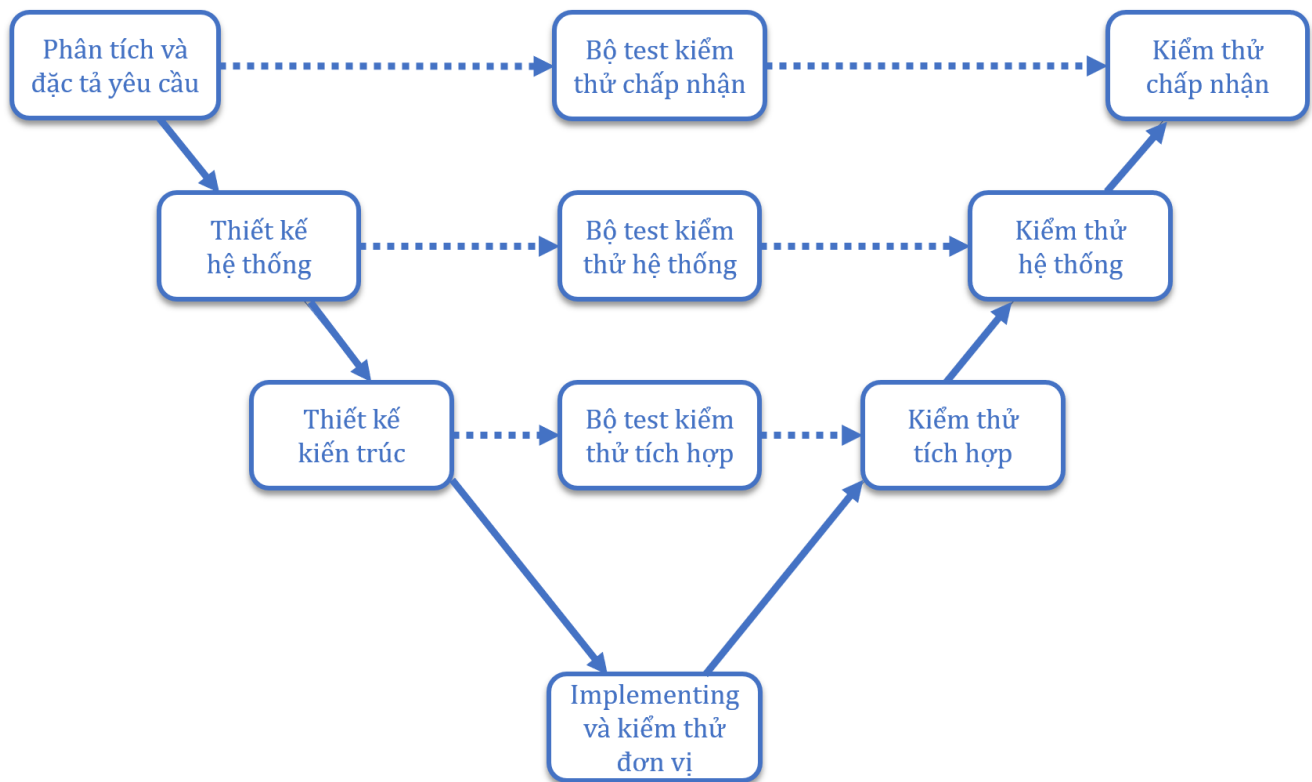 Phân tích và
đặc tả yêu cầu
Bộ test kiểm
thử chấp nhận
Kiểm thử
chấp nhận
Thiết kế
hệ thống
Bộ test kiểm
thử hệ thống
Kiểm thử
hệ thống
Thiết kế
kiến trúc
Bộ test kiểm
thử tích hợp
Kiểm thử
tích hợp
Implementing
và kiểm thử
đơn vị